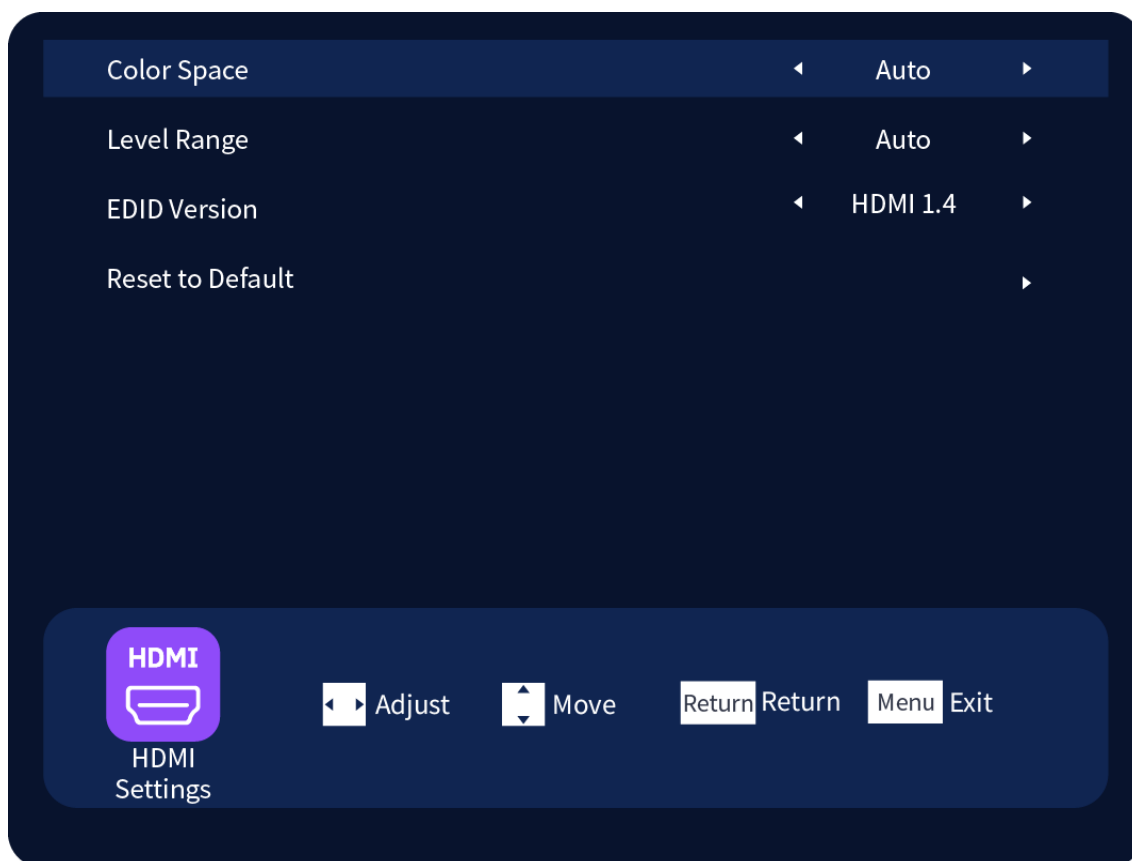 Color Space Auto
Level Range Auto
EDID Version HDMI 1.4
Reset to Default
HDMI
HDMI
Settings
Adjust
Move
Return Return
Menu Exit